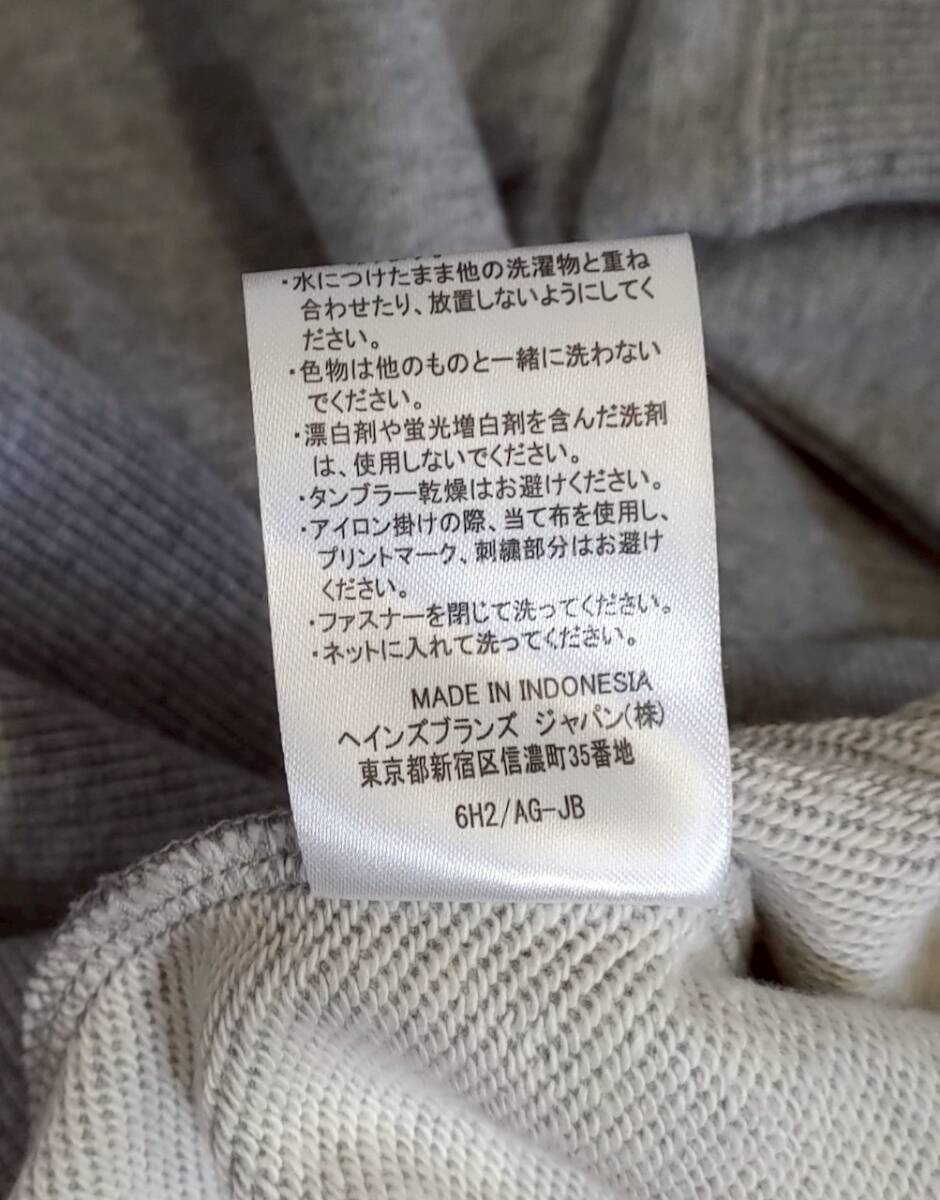 ・水につけたまま他の洗濯物と重ね
合わせたり、放置しないようにしてく
ださい。
・色物は他のものと一緒に洗わない
でください。
・漂白剤や蛍光増白剤を含んだ洗剤
は、使用しないでください。
・タンブラー乾燥はお避けください。
・アイロン掛けの際、当て布を使用し、
プリントマーク、刺繍部分はお避け
ください。
・ファスナーを閉じて洗ってください。
・ネットに入れて洗ってください。
MADE IN INDONESIA
ヘインズブランズ ジャパン(株)
東京都新宿区信濃町35番地
6H2/AG-JB